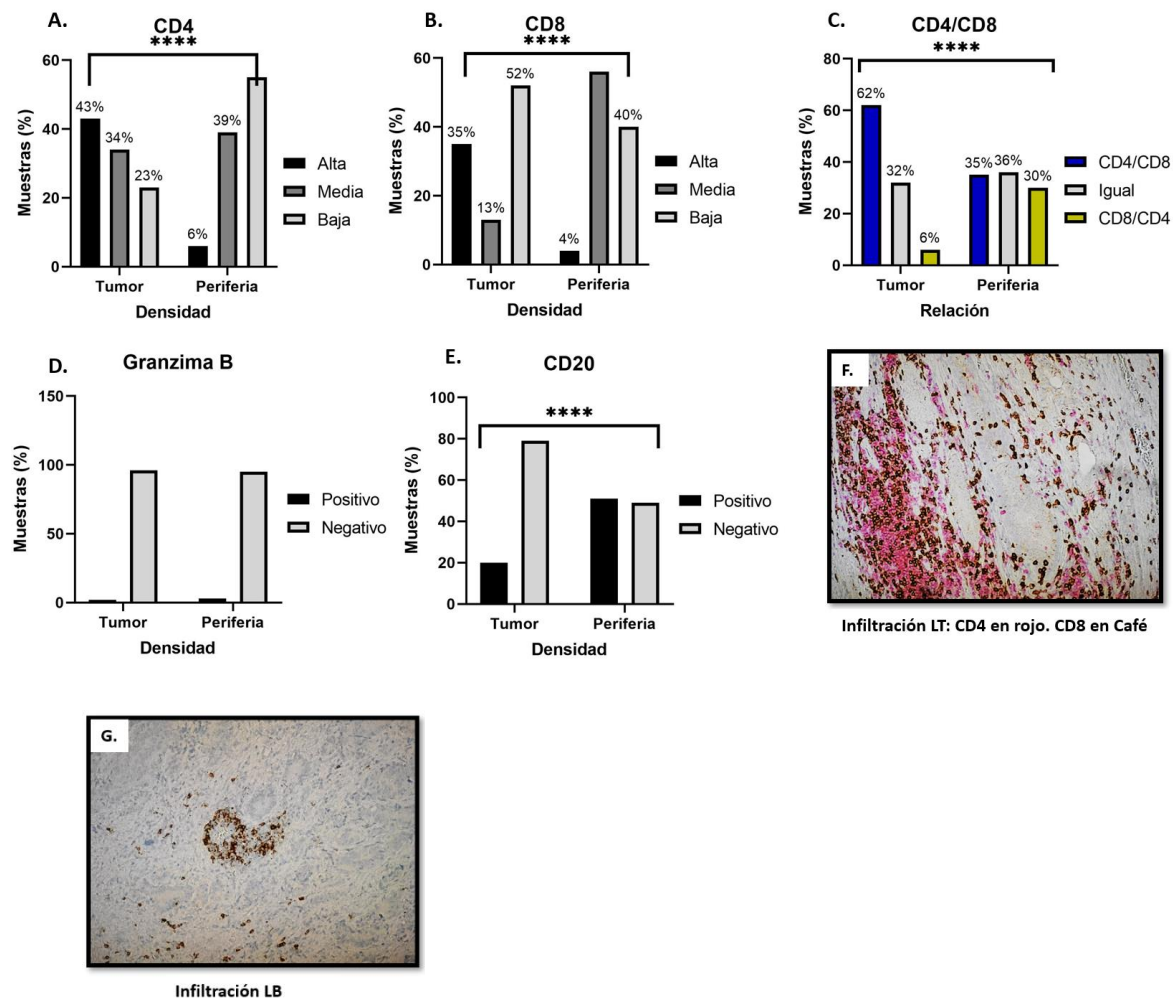 A.
CD4
****
Muestras (%)
60
40
20
0
43%
34%
23%
6%
39%
Tumor
Periferia
Densidad
Alta
Media
Baja
B.
CD8
****
Muestras (%)
60
40
20
0
35%
13%
52%
4%
40%
Tumor
Periferia
Densidad
Alta
Media
Baja
C.
CD4/CD8
****
Muestras (%)
80
60
40
20
0
62%
32%
6%
35%
36%
30%
Tumor
Periferia
Relación
CD4/CD8
Igual
CD8/CD4
D.
Granzima B
Muestras (%)
150
100
50
0
Tumor
Periferia
Densidad
Positivo
Negativo
E.
CD20
****
Muestras (%)
100
80
60
40
20
0
Tumor
Periferia
Densidad
Positivo
Negativo
F.
Infiltración LT: CD4 en rojo. CD8 en Café
G.
Infiltración LB